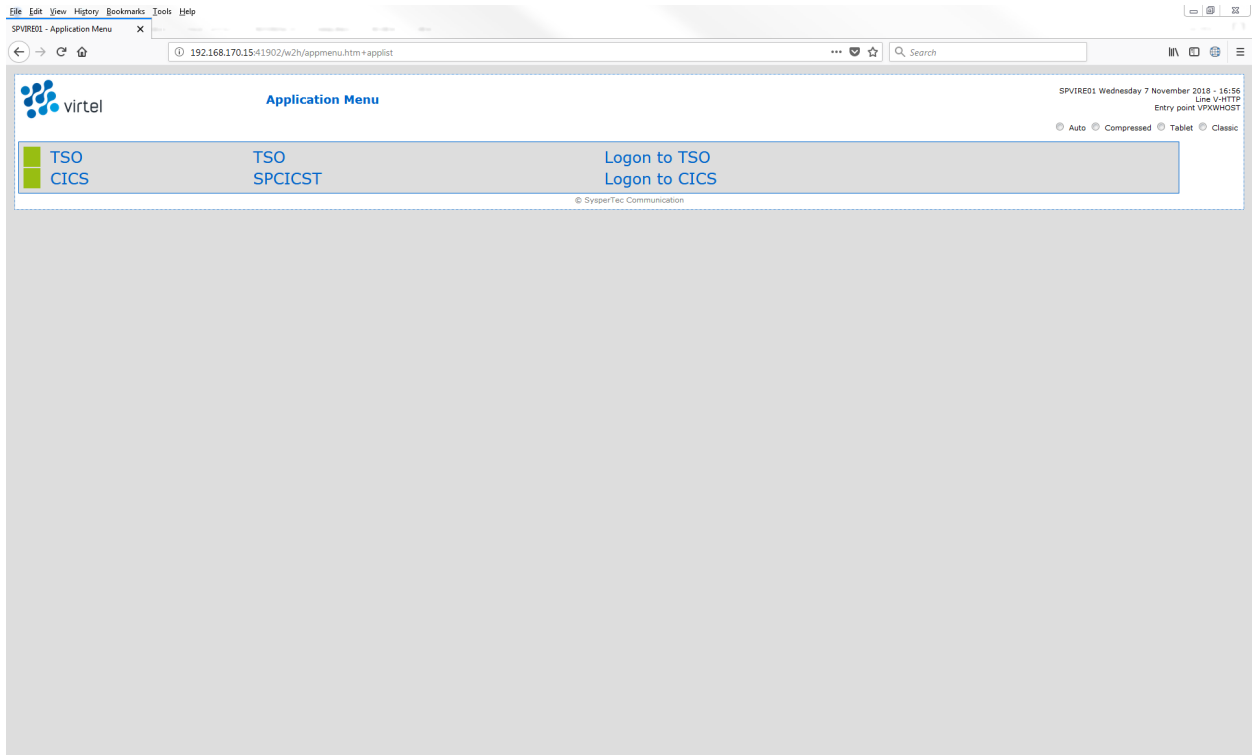 File Edit View History Bookmarks Tools Help
SPVIRE01 - Application Menu
192.168.170.15:41902/w2h/appmenu.htm+applist
Search
virtel
Application Menu
SPVIRE01 Wednesday 7 November 2018 - 16:56
Line V-HTTP
Entry point VPXWHOST
Auto Compressed Tablet Classic
TSO TSO Logon to TSO
CICS SPCICST Logon to CICS
© SysperTec Communication